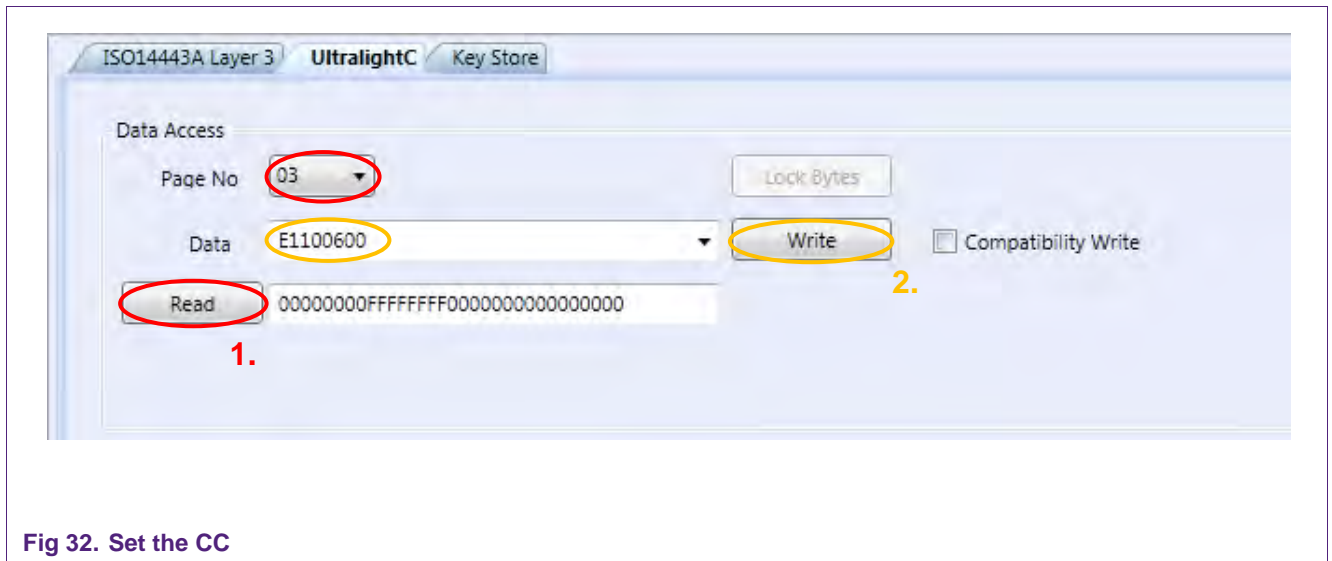 ISO14443A Layer 3 UltralightC Key Store
Data Access
Page No 03 Lock Bytes
Data E1100600 Write Compatibility Write
2.
Read 00000000FFFFFFFF0000000000000000
1.
Fig 32. Set the CC